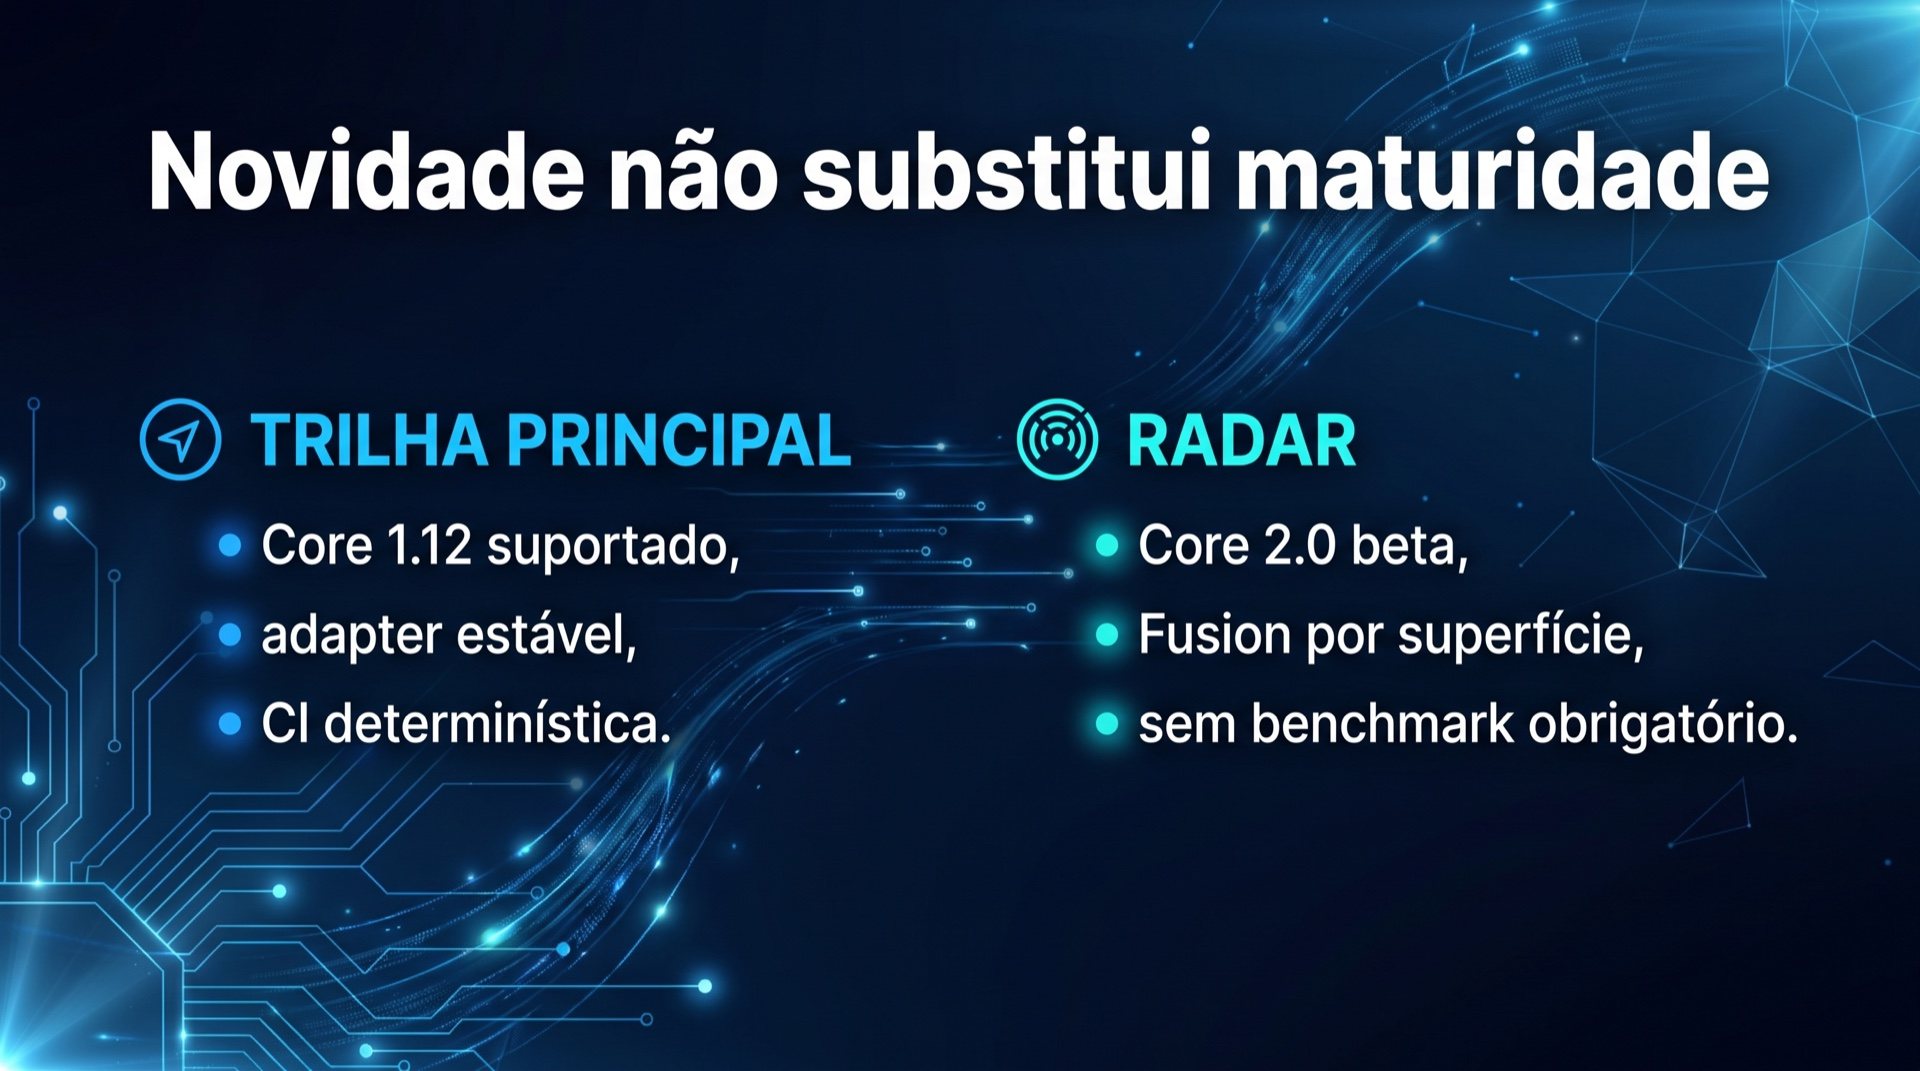 Novidade não substitui maturidade
TRILHA PRINCIPAL
Core 1.12 suportado,
adapter estável,
CI determinística.
RADAR
Core 2.0 beta,
Fusion por superfície,
sem benchmark obrigatório.